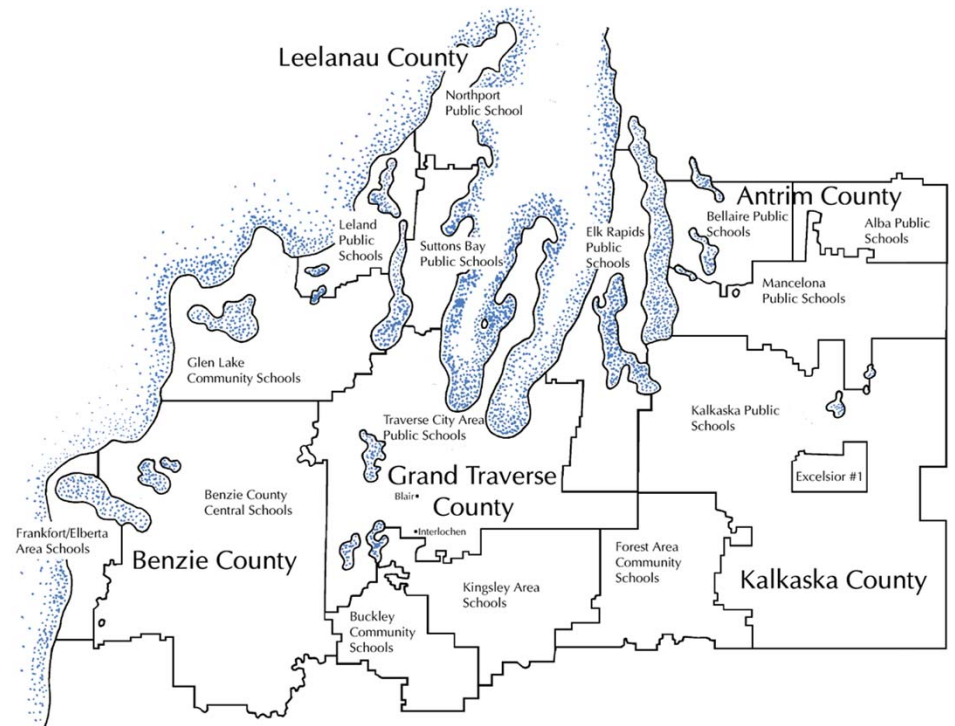 Leelanau County
Northport
Public School
Antrim County
Leland
Public
Schools
Suttons Bay
Public Schools
Elk Rapids
Public
Schools
Bellaire Public
Schools
Alba Public
Schools
Mancelona
Public Schools
Glen Lake
Community Schools
Traverse City Area
Public Schools
Kalkaska Public
Schools
Grand Traverse
County
Blair
Interlochen
Excelsior #1
Benzie County
Central Schools
Frankfort/Elberta
Area Schools
Benzie County
Forest Area
Community
Schools
Kingsley Area
Schools
Kalkaska County
Buckley
Community
Schools